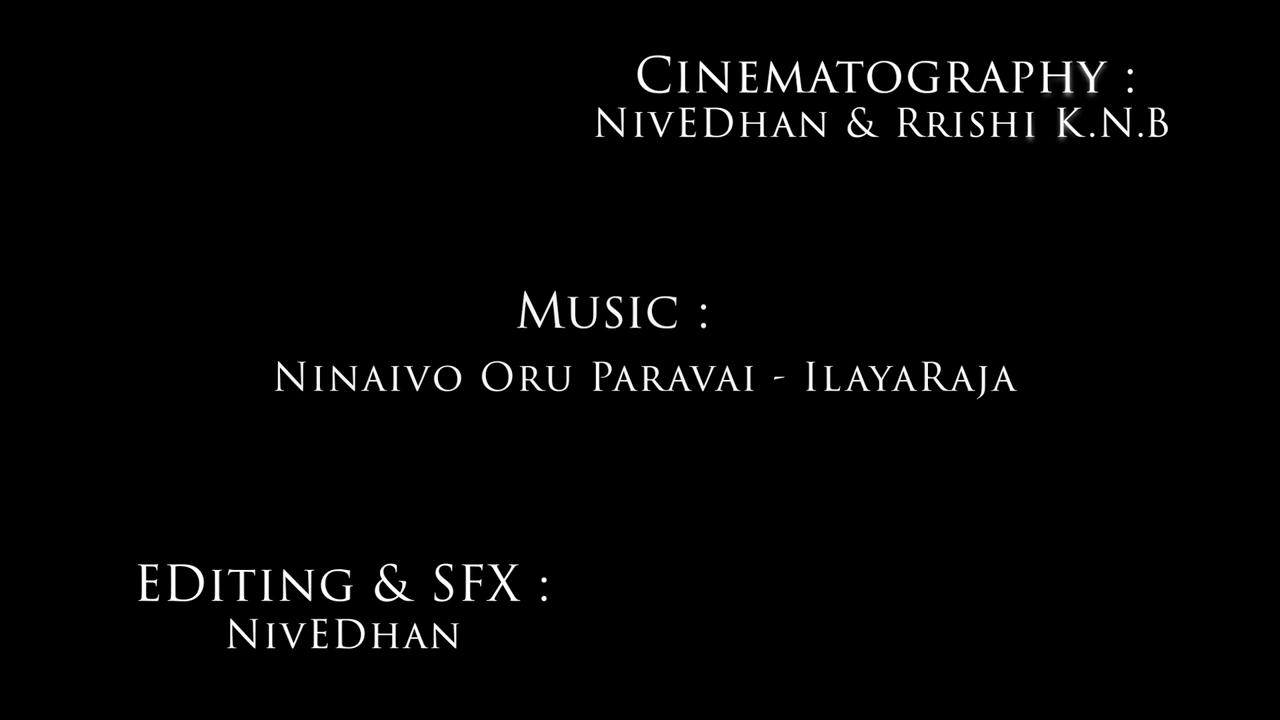 Cinematography :
NivEDhan & Rrishi K.N.B
Music :
Ninaivo Oru Paravai - IlayaRaja
EDiting & SFX :
NivEDhan